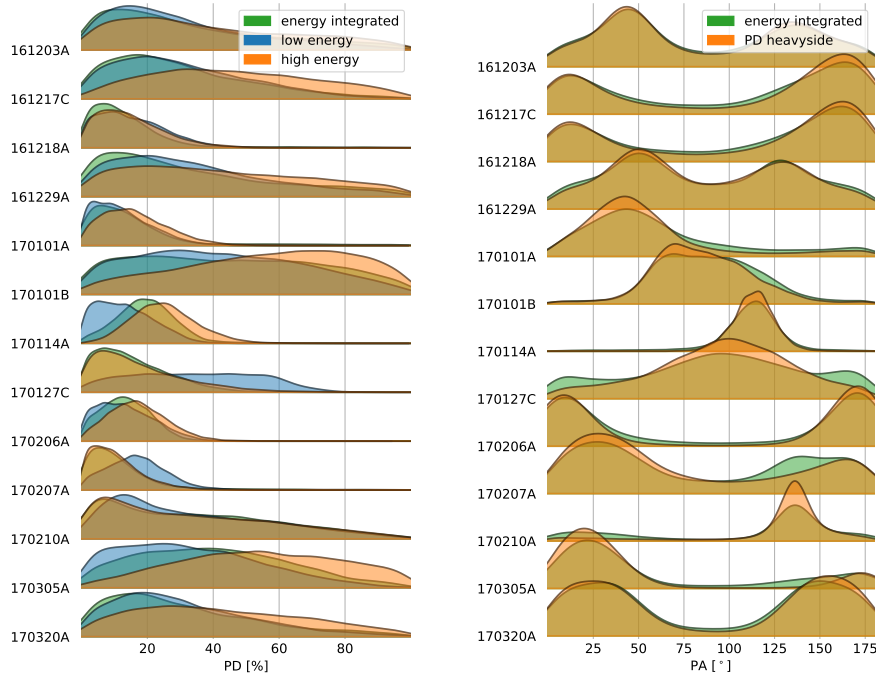 energy integrated
low energy
high energy
161203A
161217C
161218A
161229A
170101A
170101B
170114A
170127C
170206A
170207A
170210A
170305A
170320A
20
40
60
80
PD [%]
energy integrated
PD heavyside
161203A
161217C
161218A
161229A
170101A
170101B
170114A
170127C
170206A
170207A
170210A
170305A
170320A
25
50
75
100
125
150
175
PA [°]